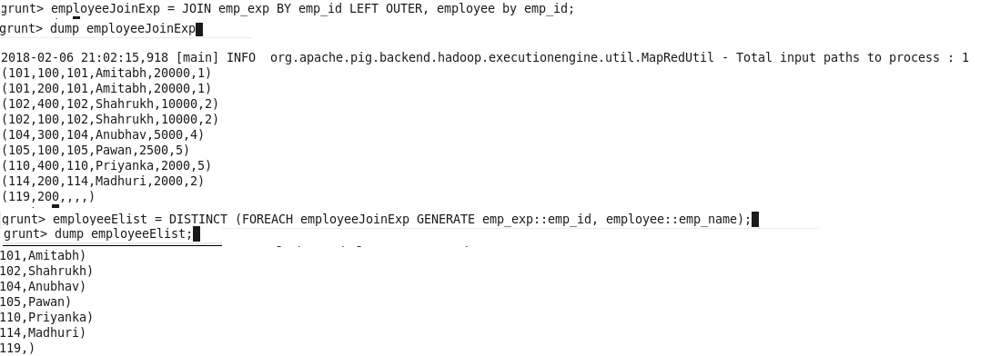 grunt> employeeJoinExp = JOIN emp_exp BY emp_id LEFT OUTER, employee by emp_id;
grunt> dump employeeJoinExp
2018-02-06 21:02:15,918 [main] INFO  org.apache.pig.backend.hadoop.executionengine.util.MapRedUtil - Total input paths to process : 1
(101,100,101,Amitabh,20000,1)
(101,200,101,Amitabh,20000,1)
(102,400,102,Shahrukh,10000,2)
(102,100,102,Shahrukh,10000,2)
(104,300,104,Anubhav,5000,4)
(105,100,105,Pawan,2500,5)
(110,400,110,Priyanka,2000,5)
(114,200,114,Madhuri,2000,2)
(119,200,,,,)
grunt> employeeElist = DISTINCT (FOREACH employeeJoinExp GENERATE emp_exp::emp_id, employee::emp_name);
grunt> dump employeeElist;
101,Amitabh)
102,Shahrukh)
104,Anubhav)
105,Pawan)
110,Priyanka)
114,Madhuri)
119,)